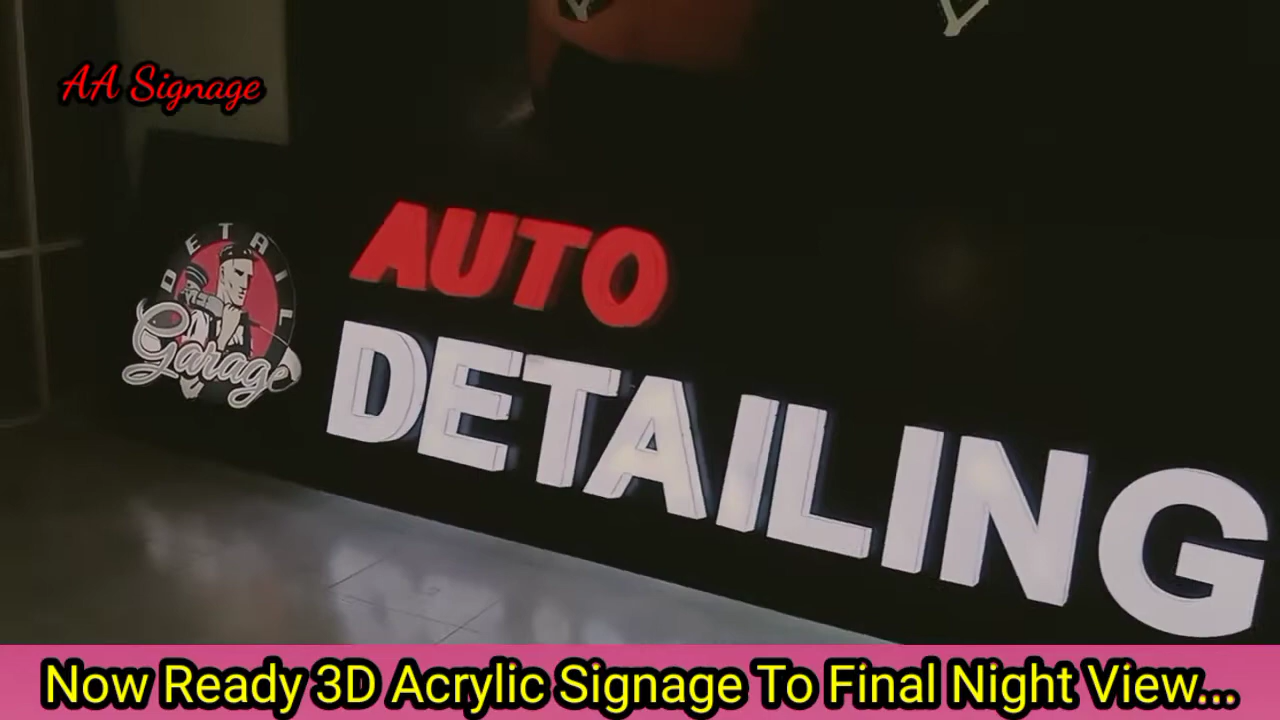 AA Signage
DETAIL
Garage
AUTO
DETAILING
Now Ready 3D Acrylic Signage To Final Night View...